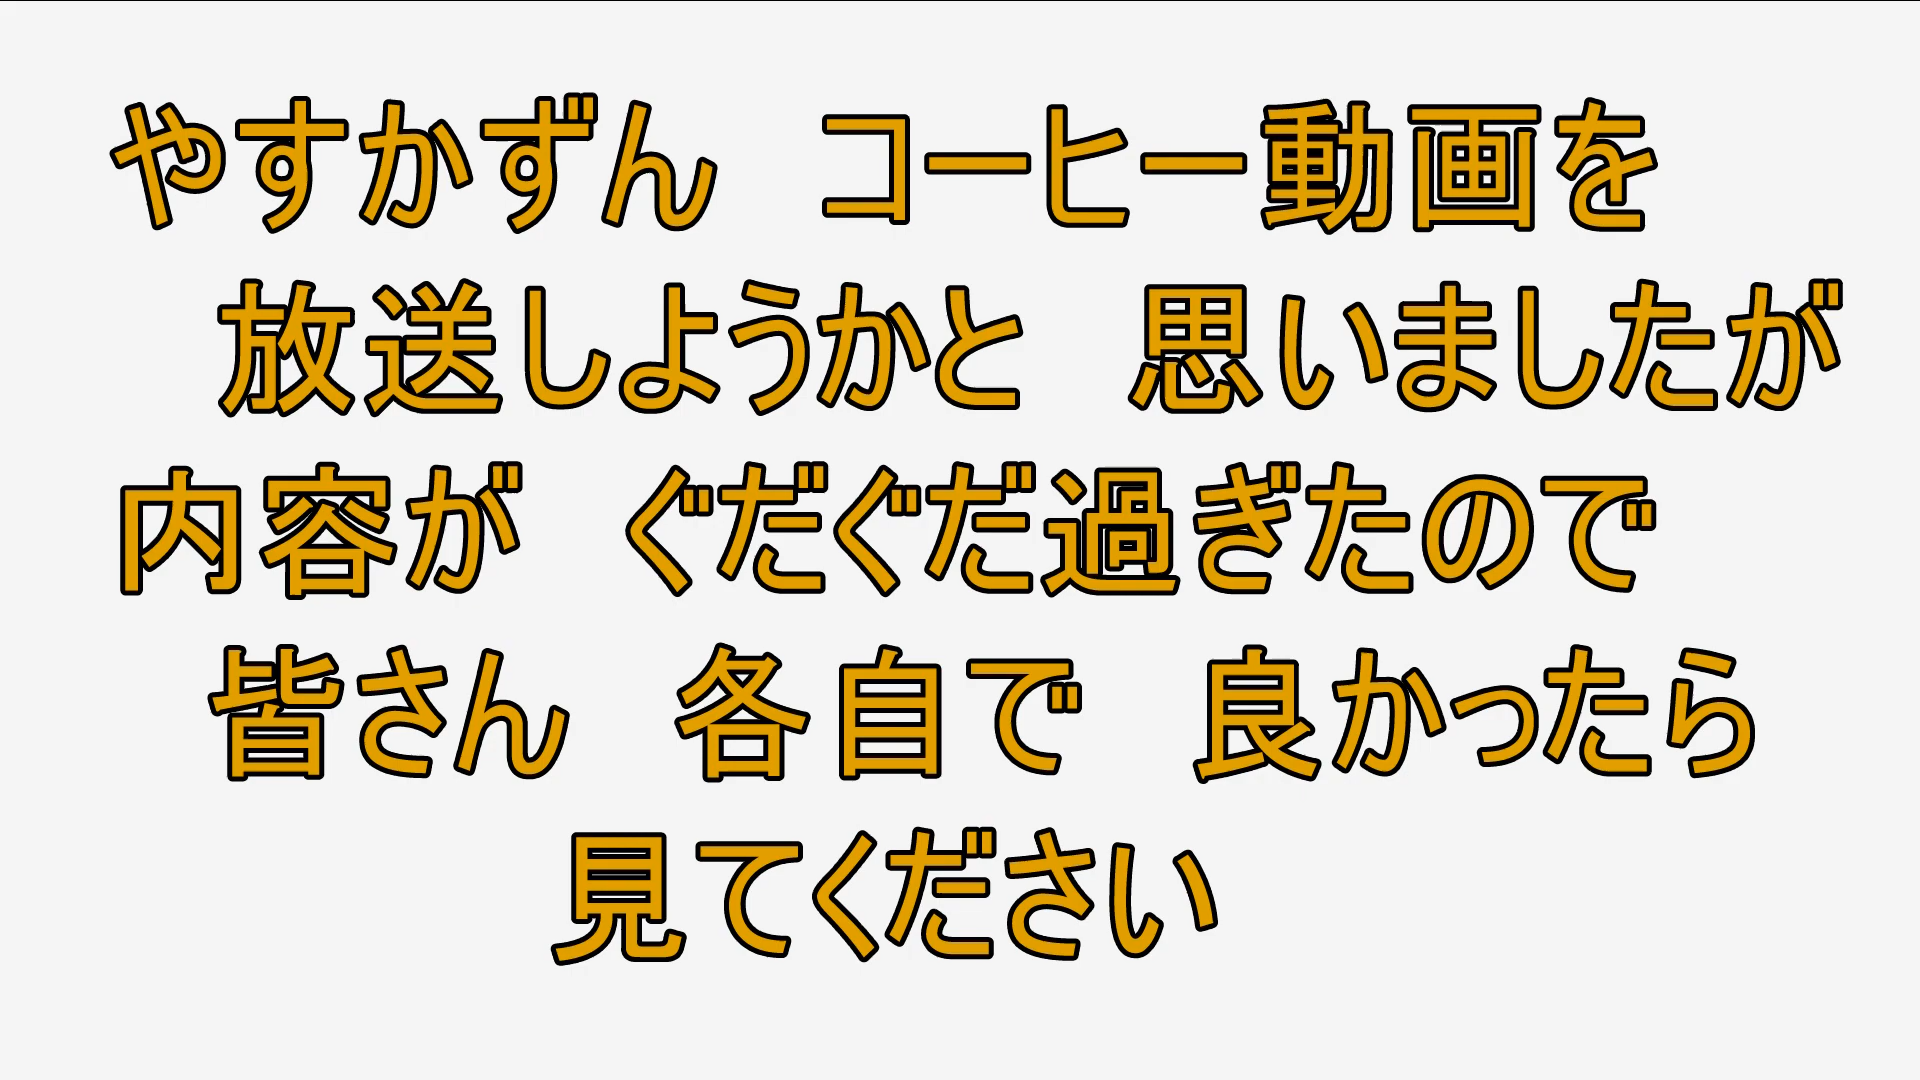 やすかずん　コーヒー動画を
放送しようかと　思いましたが
内容が　ぐだぐだ過ぎたので
皆さん　各自で　良かったら
見てください